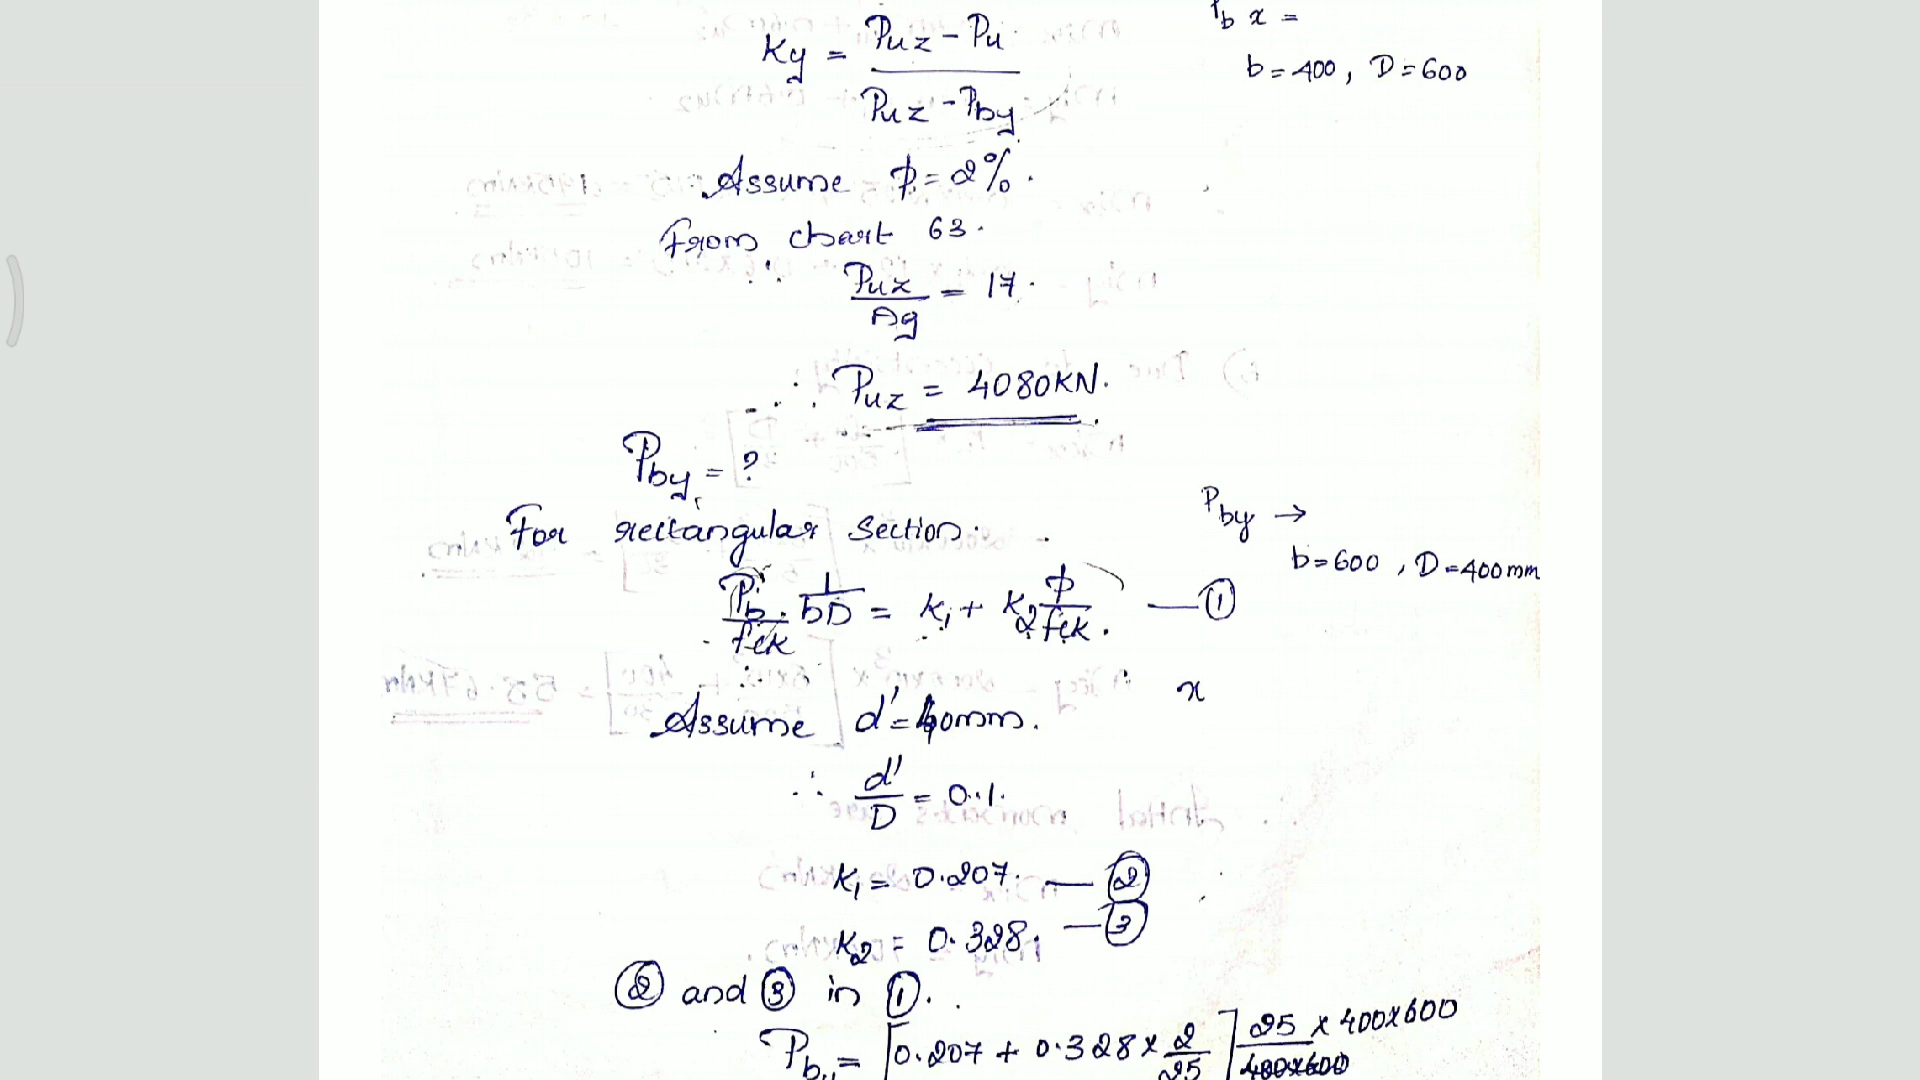 P_b x =
Ky = (Puz - Pu) / (Puz - Pby)
b = 400, D = 600
Assume p = 2%.
From chart 63.
∴ Puz / Ag = 17.
∴ Puz = 4080KN.
Pby = ?
For rectangular Section.
Pby →
b = 600, D = 400mm
Pb / fck . 1 / bD = K1 + K2 p / fck. — ①
x
Assume d' = 40mm.
∴ d' / D = 0.1.
K1 = 0.207. — ②
K2 = 0.328. — ③
② and ③ in ①.
Pby = [0.207 + 0.328 x 2 / 25] 25 x 400x600
400x600